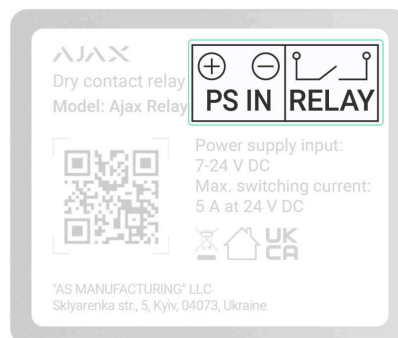 AJAX
Dry contact relay
Model: Ajax Relay
PS IN RELAY
Power supply input:
7-24 V DC
Max. switching current:
5 A at 24 V DC
UK
CA
"AS MANUFACTURING" LLC
Sklyarenka str., 5, Kyiv, 04073, Ukraine